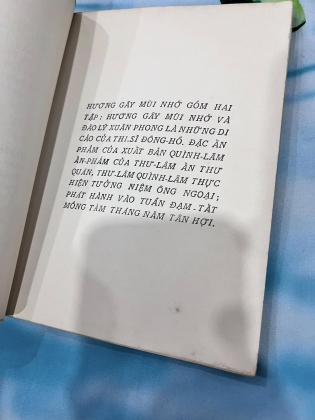 HƯƠNG GÂY MÙI NHỚ GỒM HAI
TẬP: HƯƠNG GÂY MÙI NHỚ VÀ
ĐÀO LÝ XUÂN PHONG LÀ NHỮNG DI
CẢO CỦA THI.SĨ ĐÔNG-HỒ. ĐẶC ẤN
PHẨM CỦA XUẤT BẢN QUỲNH-LÂM
ẤN-PHẨM CỦA THƯ-LÂM ẤN THƯ
QUÁN, THƯ-LÂM QUỲNH-LÂM THỰC
HIỆN TƯỞNG NIỆM ÔNG NGOẠI;
PHÁT HÀNH VÀO TUẦN ĐẠM-TẤT
MỒNG TÁM THÁNG NĂM TÂN HỢI.